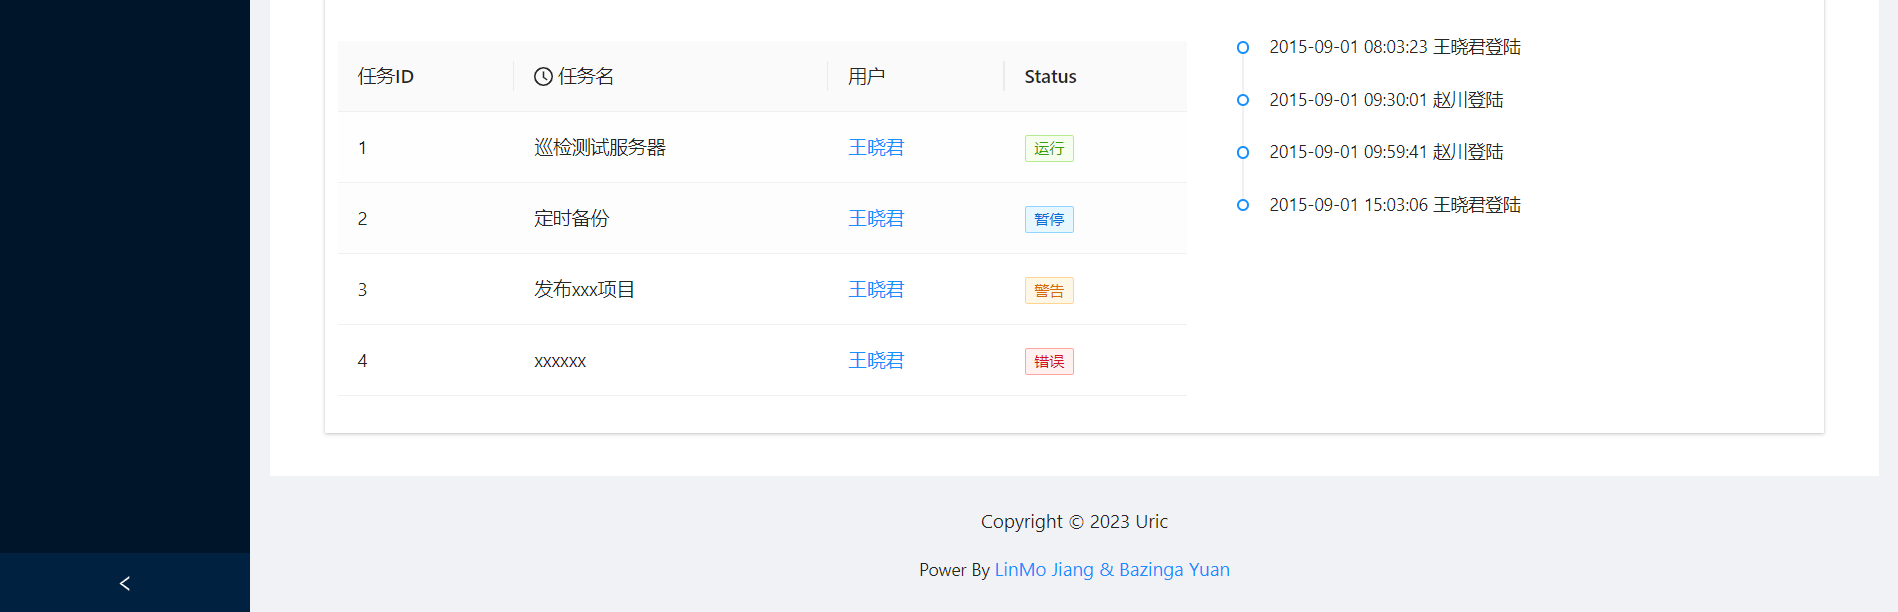 任务ID 任务名 用户 Status
1 巡检测试服务器 王晓君 运行
2 定时备份 王晓君 暂停
3 发布xxx项目 王晓君 警告
4 xxxxxx 王晓君 错误
2015-09-01 08:03:23 王晓君登陆
2015-09-01 09:30:01 赵川登陆
2015-09-01 09:59:41 赵川登陆
2015-09-01 15:03:06 王晓君登陆
Copyright © 2023 Uric
Power By LinMo Jiang & Bazinga Yuan